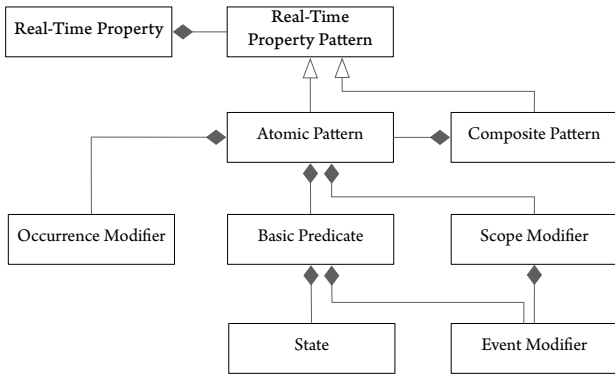 Real-Time Property
Real-Time
Property Pattern
Atomic Pattern
Composite Pattern
Occurrence Modifier
Basic Predicate
Scope Modifier
State
Event Modifier